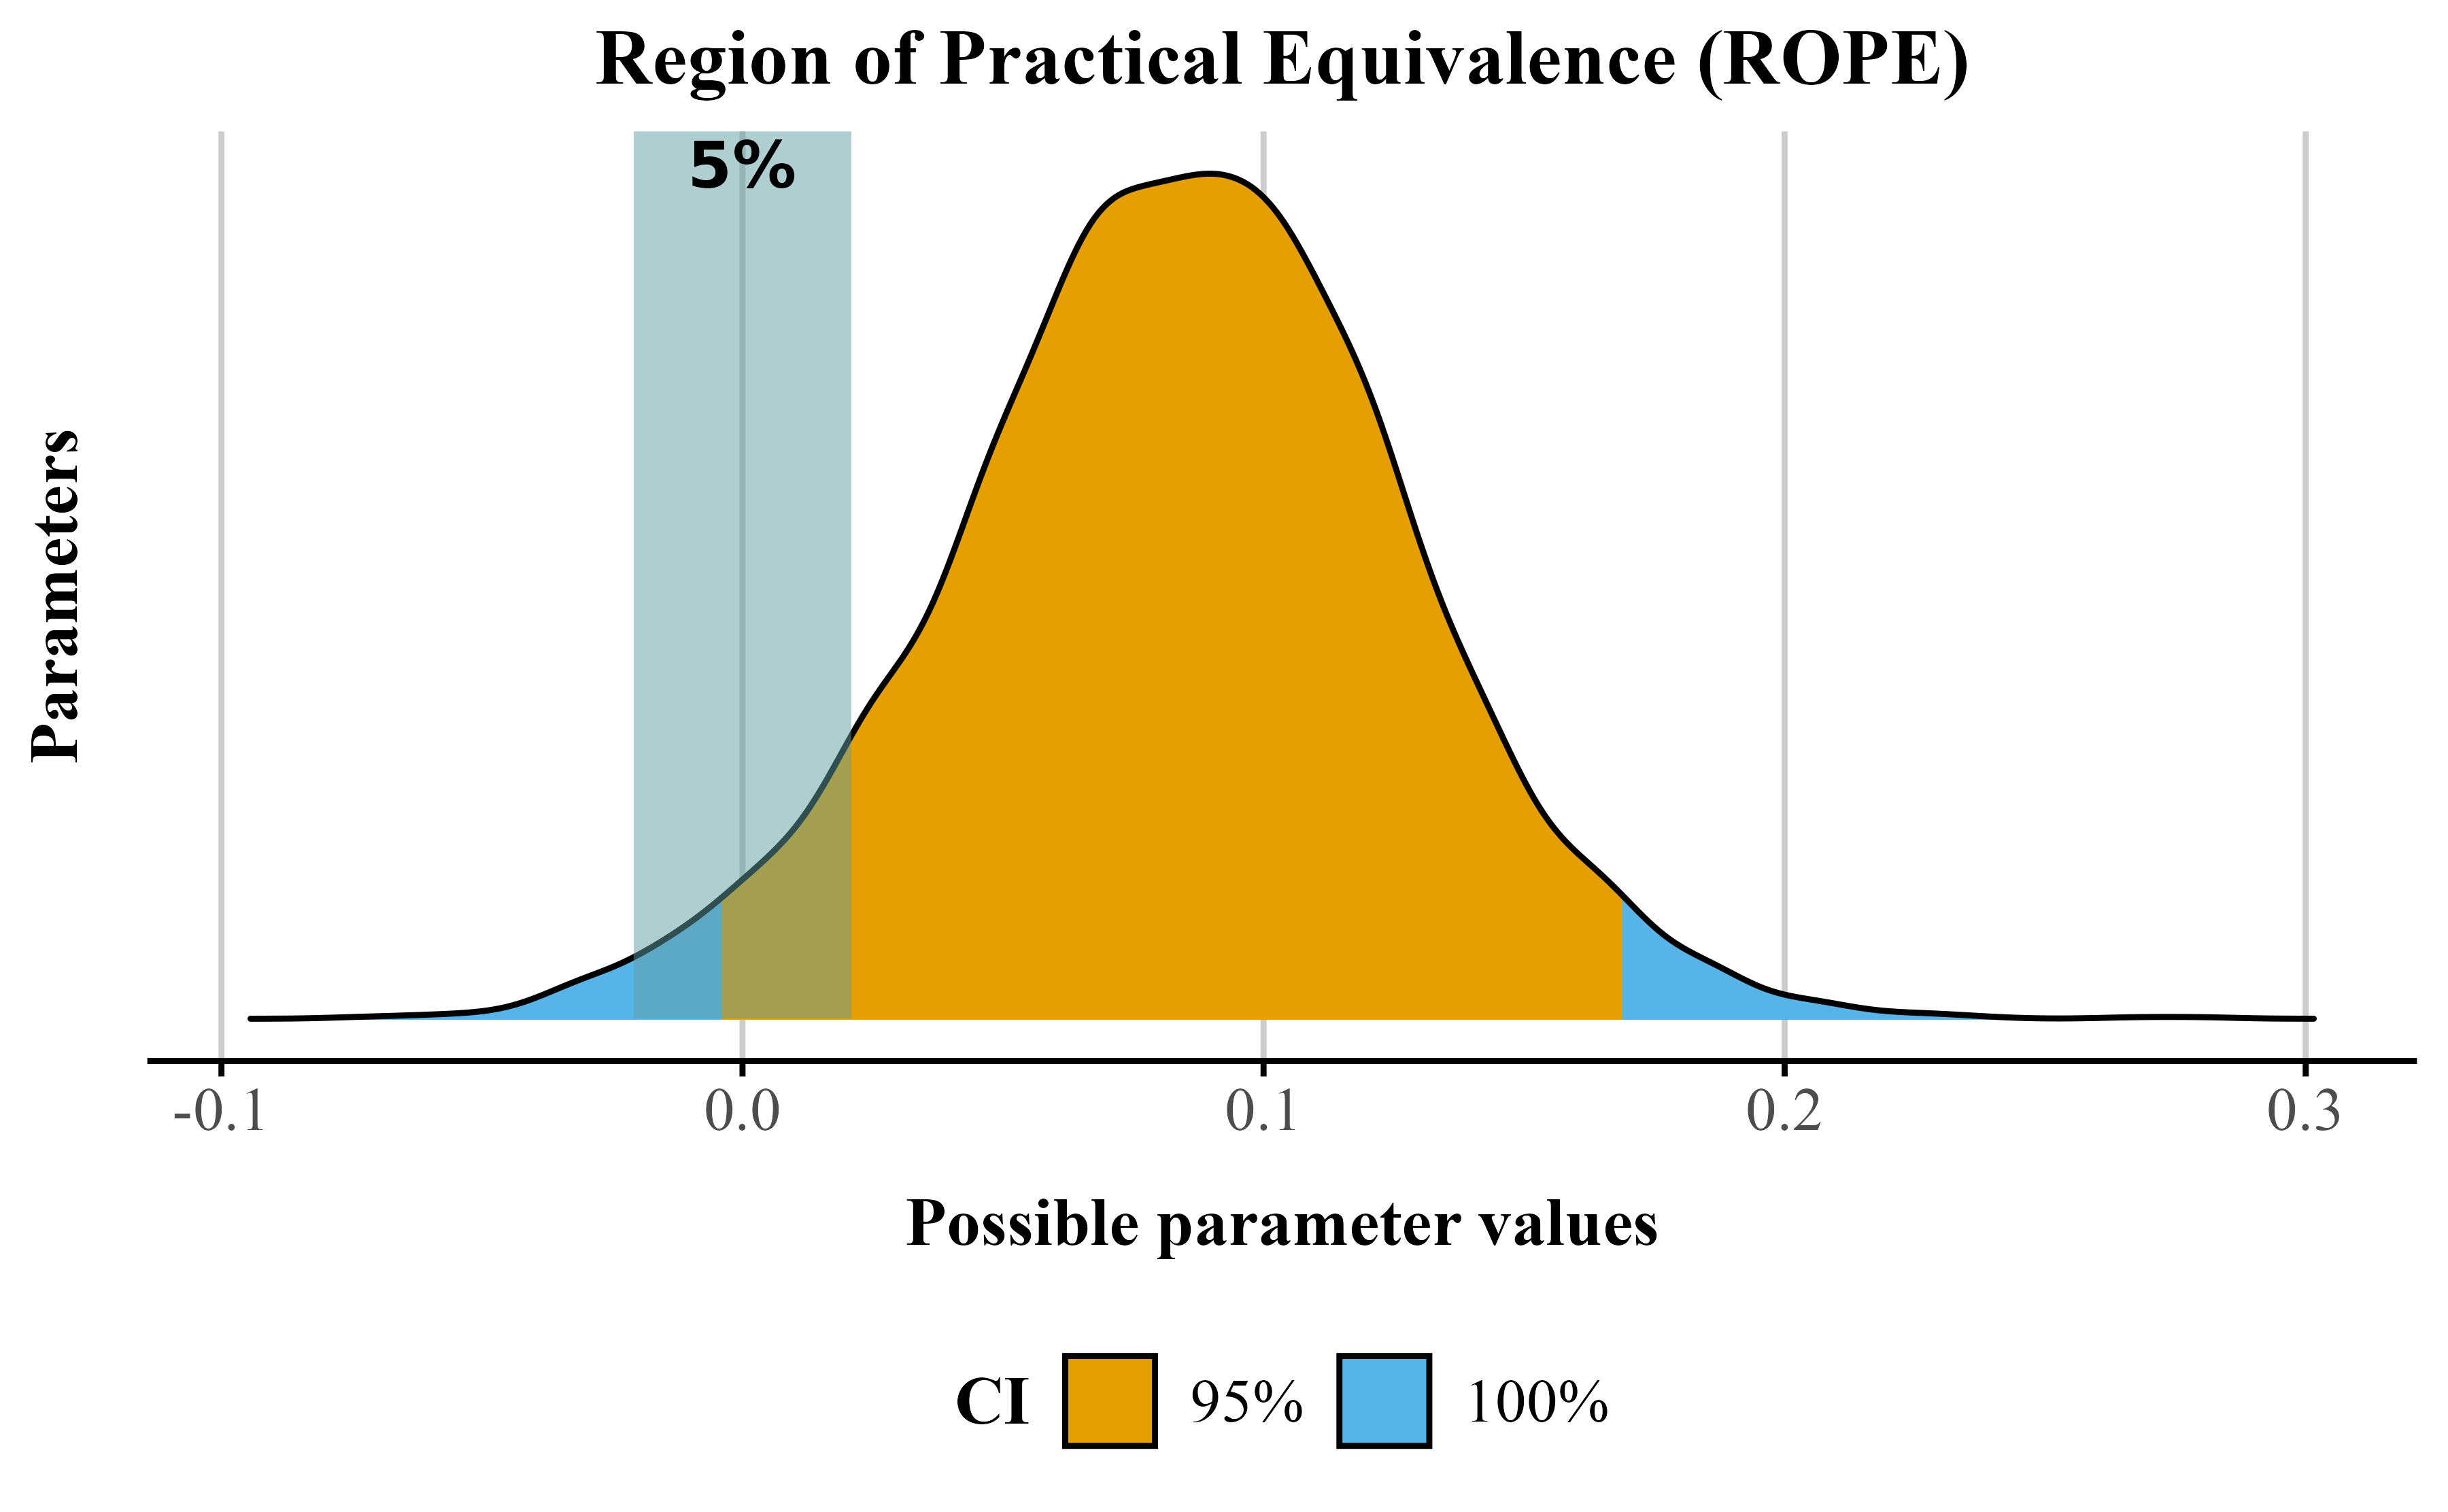 Region of Practical Equivalence (ROPE)
5%
Parameters
-0.1 0.0 0.1 0.2 0.3
Possible parameter values
CI 95% 100%